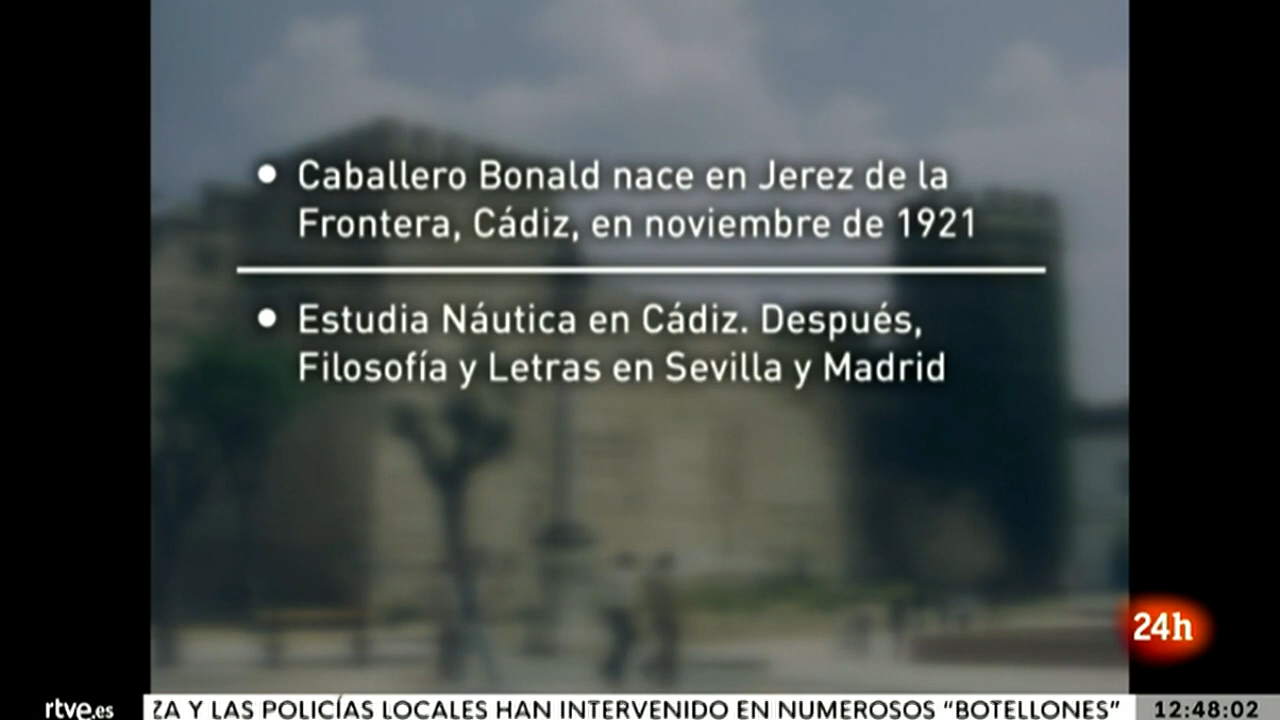 ● Caballero Bonald nace en Jerez de la
Frontera, Cádiz, en noviembre de 1921
● Estudia Náutica en Cádiz. Después,
Filosofía y Letras en Sevilla y Madrid
24h
rtve.es
ZA Y LAS POLICÍAS LOCALES HAN INTERVENIDO EN NUMEROSOS “BOTELLONES”
12:48:02